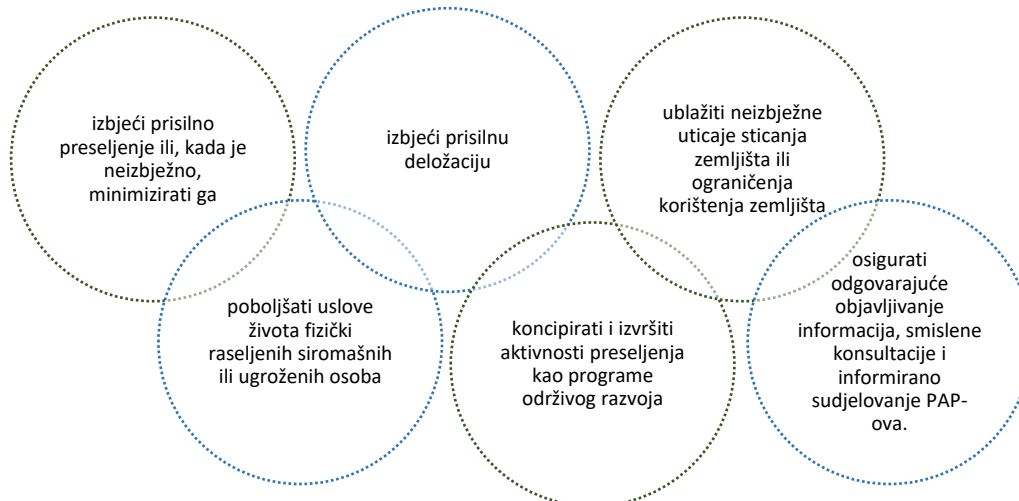 izbjeći prisilno
preseljenje ili, kada je
neizbježno,
minimizirati ga
poboljšati uslove
života fizički
raseljenih siromašnih
ili ugroženih osoba
izbjeći prisilnu
deložaciju
koncipirati i izvršiti
aktivnosti preseljenja
kao programe
održivog razvoja
ublažiti neizbježne
uticaje sticanja
zemljišta ili
ograničenja
korištenja zemljišta
osigurati
odgovarajuće
objavljivanje
informacija, smislene
konsultacije i
informirano
sudjelovanje PAP-
ova.